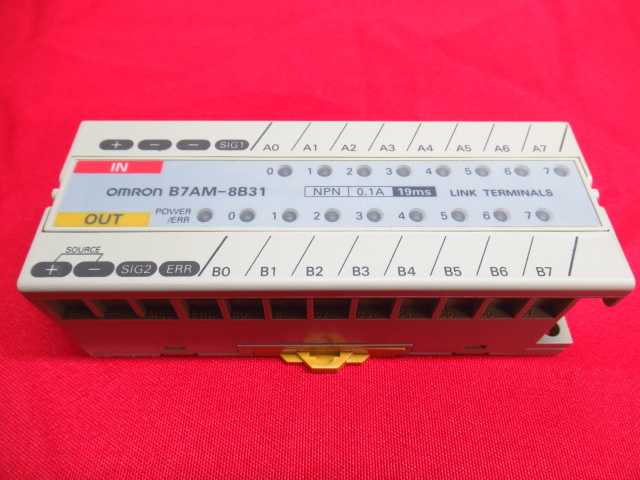 + − − SIG1 A0 A1 A2 A3 A4 A5 A6 A7
IN 0 1 2 3 4 5 6 7
OMRON B7AM-8B31 NPN 0.1A 19ms LINK TERMINALS
OUT POWER /ERR 0 1 2 3 4 5 6 7
SOURCE
+ − SIG2 ERR B0 B1 B2 B3 B4 B5 B6 B7